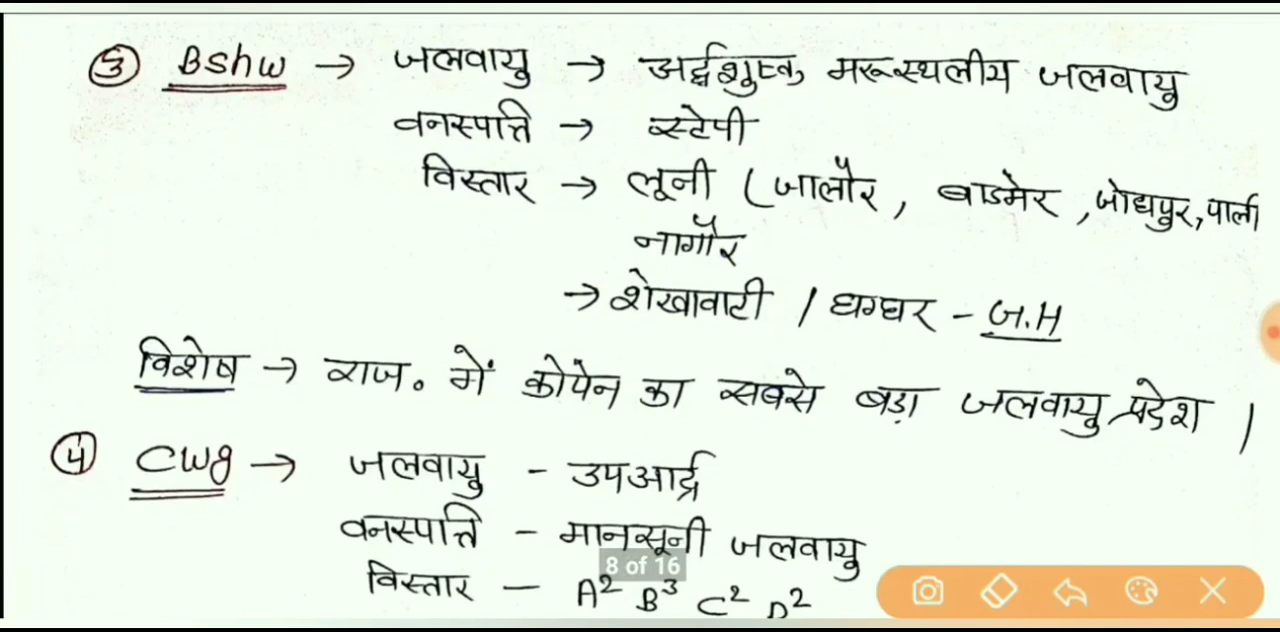 ③ Bshw → जलवायु → अर्द्धशुष्क मरूस्थलीय जलवायु
वनस्पत्ति → स्टेपी
विस्तार → लूनी (जालौर, बाडमेर, जोधपुर, पाली
नागौर
→ शेखावाटी / घग्घर - G.H
विशेष → राज. में कोपेन का सबसे बड़ा जलवायु प्रदेश |
④ Cwg → जलवायु - उपआर्द्र
वनस्पत्ति - मानसूनी जलवायु
विस्तार - A² B³ C² D²
8 of 16